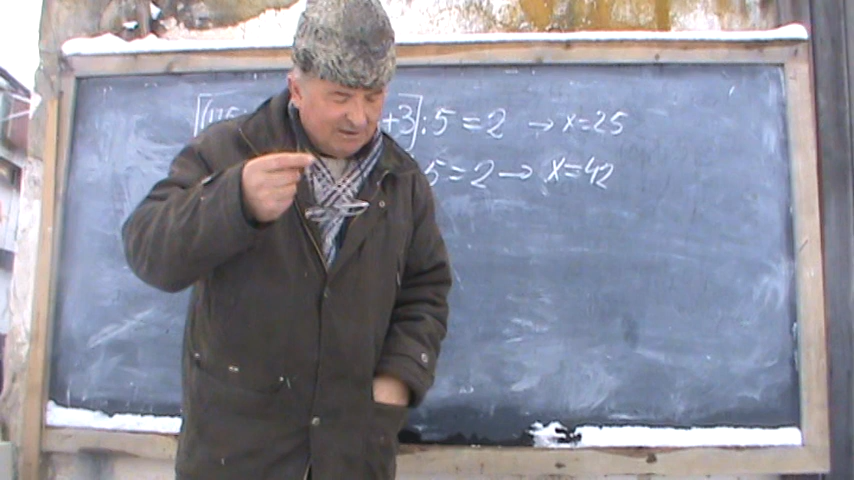 +3]:5=2 → x=25
5=2 → x=42